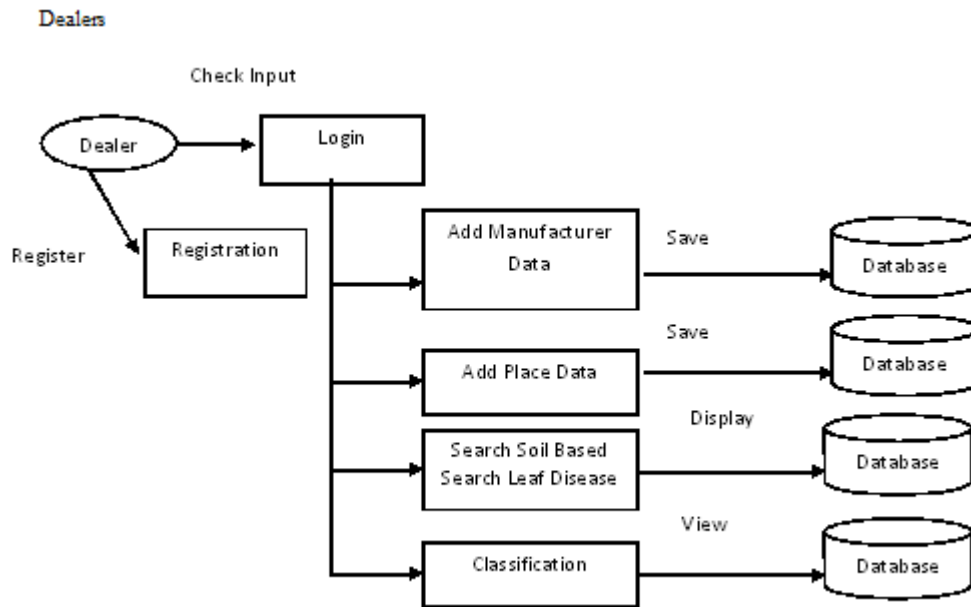 Dealers
Check Input
Dealer
Login
Register
Registration
Add Manufacturer
Data
Save
Database
Add Place Data
Save
Database
Search Soil Based
Search Leaf Disease
Display
Database
Classification
View
Database